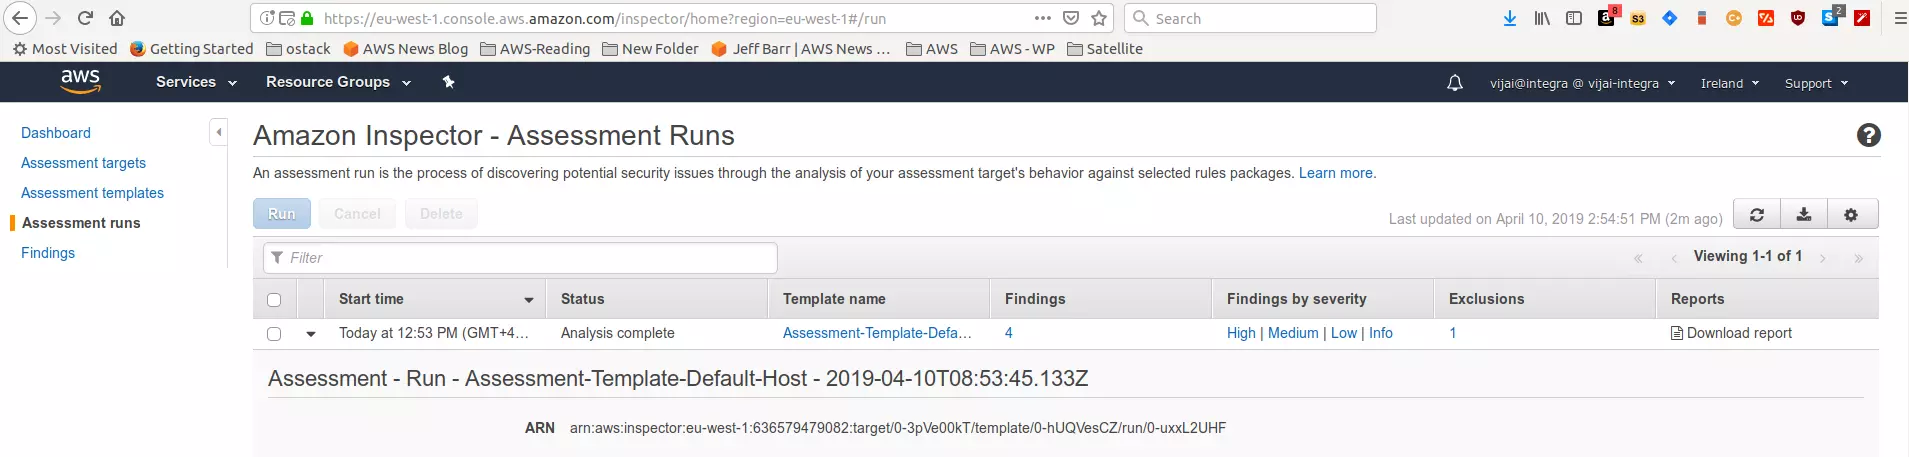 https://eu-west-1.console.aws.amazon.com/inspector/home?region=eu-west-1#/run
Search
8
S3
C+
UD
S 2
Most Visited Getting Started ostack AWS News Blog AWS-Reading New Folder Jeff Barr | AWS News ... AWS AWS - WP Satellite
aws Services Resource Groups vijai@integra @ vijai-integra Ireland Support
Dashboard
Assessment targets
Assessment templates
Assessment runs
Findings
Amazon Inspector - Assessment Runs
An assessment run is the process of discovering potential security issues through the analysis of your assessment target's behavior against selected rules packages. Learn more.
Run Cancel Delete
Last updated on April 10, 2019 2:54:51 PM (2m ago)
Filter
Viewing 1-1 of 1
Start time Status Template name Findings Findings by severity Exclusions Reports
Today at 12:53 PM (GMT+4... Analysis complete Assessment-Template-Defa... 4 High | Medium | Low | Info 1 Download report
Assessment - Run - Assessment-Template-Default-Host - 2019-04-10T08:53:45.133Z
ARN arn:aws:inspector:eu-west-1:636579479082:target/0-3pVe00kT/template/0-hUQVesCZ/run/0-uxxL2UHF